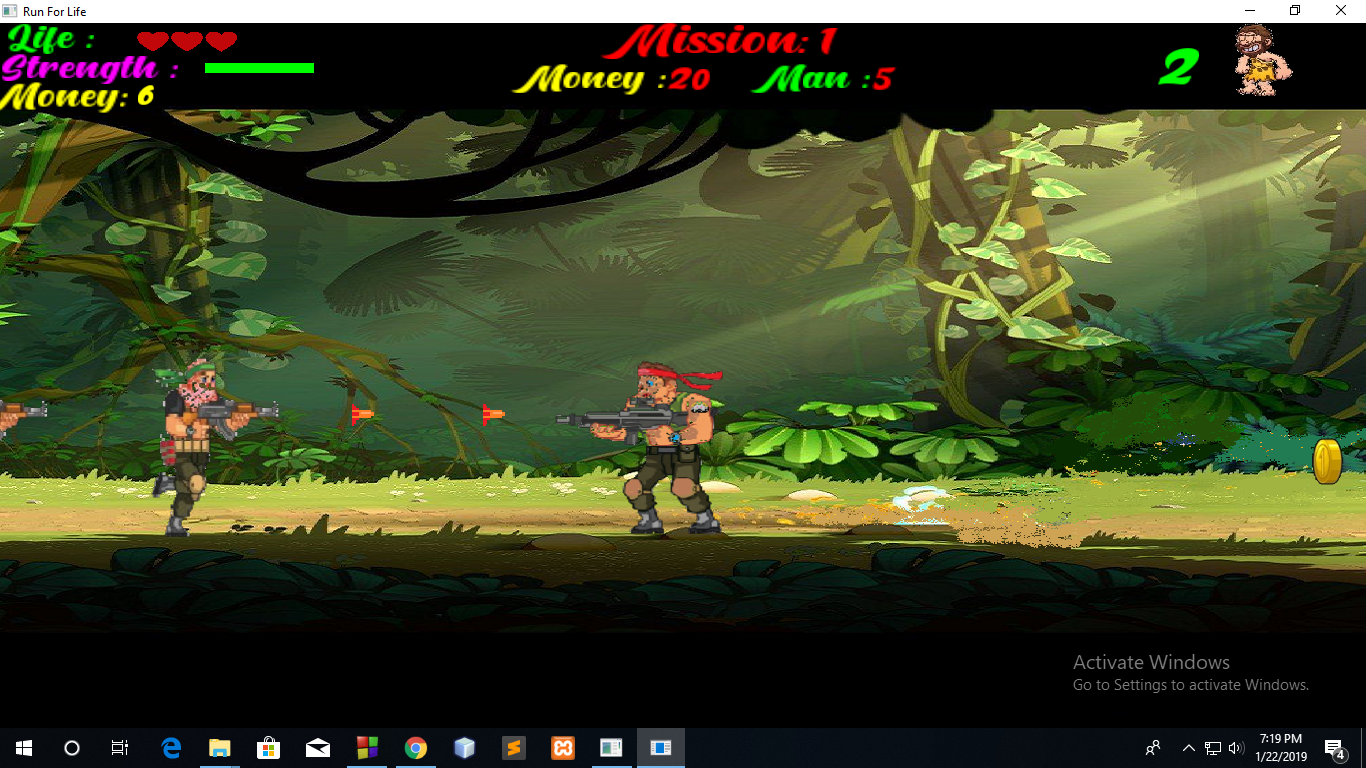 Run For Life
Life :
Strength :
Money: 6
Mission: 1
Money :20 Man :5
2
Activate Windows
Go to Settings to activate Windows.
7:19 PM
1/22/2019
4